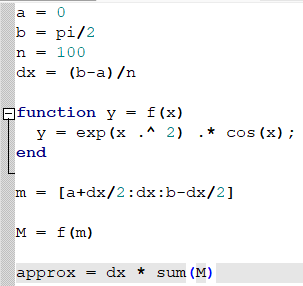 a = 0
b = pi/2
n = 100
dx = (b-a)/n
function y = f(x)
y = exp(x .^ 2) .* cos(x);
end
m = [a+dx/2:dx:b-dx/2]
M = f(m)
approx = dx * sum(M)